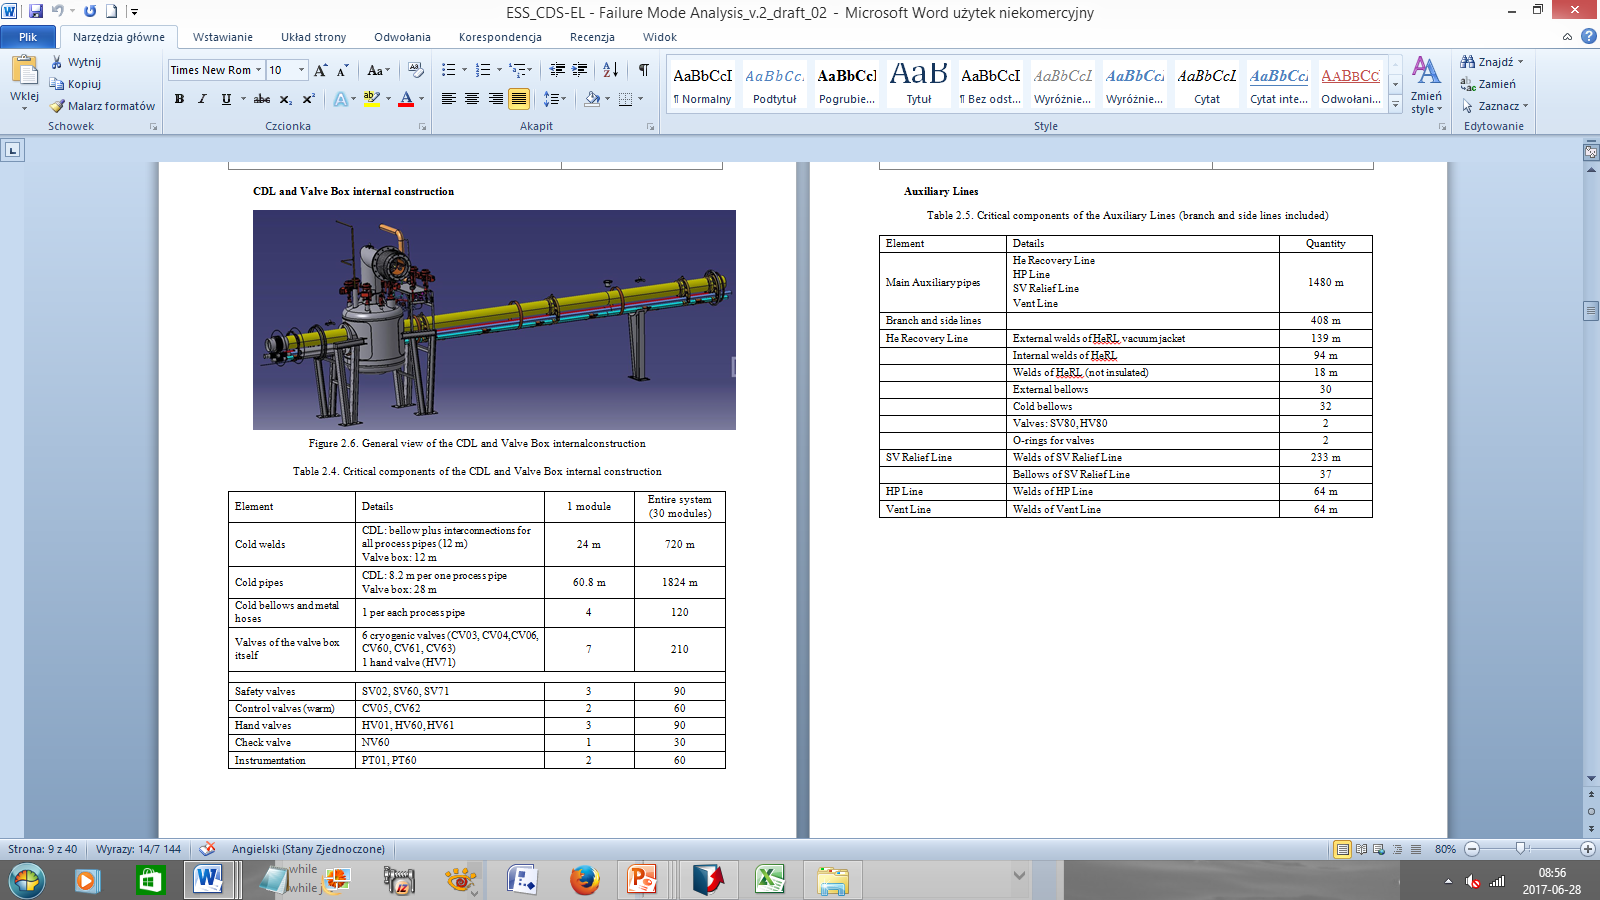 ESS_CDS-EL - Failure Mode Analysis_v.2_draft_02 - Microsoft Word użytek niekomercyjny
Plik
Narzędzia główne
Wstawianie
Układ strony
Odwołania
Korespondencja
Recenzja
Widok
Wklej
Wytnij
Kopiuj
Malarz formatów
Schowek
Times New Rom
10
Czcionka
Akapit
AaBbCcI
¶ Normalny
AaBbCc.
Podtytuł
AaBbCcI
Pogrubie...
AaB
Tytuł
AaBbCcI
¶ Bez odst...
AaBbCcI
Wyróżnie...
AaBbCcI
Wyróżnie...
AaBbCcI
Cytat
AaBbCcI
Cytat inte...
AABBCCI
Odwołani...
Zmień style
Style
Znajdź
Zamień
Zaznacz
Edytowanie
CDL and Valve Box internal construction
Figure 2.6. General view of the CDL and Valve Box internalconstruction
Table 2.4. Critical components of the CDL and Valve Box internal construction
Element Details 1 module Entire system (30 modules)
Cold welds CDL: bellow plus interconnections for
all process pipes (12 m)
Valve box: 12 m 24 m 720 m
Cold pipes CDL: 8.2 m per one process pipe
Valve box: 28 m 60.8 m 1824 m
Cold bellows and metal hoses 1 per each process pipe 4 120
Valves of the valve box itself 6 cryogenic valves (CV03, CV04,CV06,
CV60, CV61, CV63)
1 hand valve (HV71) 7 210
Safety valves SV02, SV60, SV71 3 90
Control valves (warm) CV05, CV62 2 60
Hand valves HV01, HV60, HV61 3 90
Check valve NV60 1 30
Instrumentation PT01, PT60 2 60
Auxiliary Lines
Table 2.5. Critical components of the Auxiliary Lines (branch and side lines included)
Element Details Quantity
Main Auxiliary pipes He Recovery Line
HP Line
SV Relief Line
Vent Line 1480 m
Branch and side lines 408 m
He Recovery Line External welds of HeRL vacuum jacket 139 m
Internal welds of HeRL 94 m
Welds of HeRL (not insulated) 18 m
External bellows 30
Cold bellows 32
Valves: SV80, HV80 2
O-rings for valves 2
SV Relief Line Welds of SV Relief Line 233 m
Bellows of SV Relief Line 37
HP Line Welds of HP Line 64 m
Vent Line Welds of Vent Line 64 m
Strona: 9 z 40
Wyrazy: 14/7 144
Angielski (Stany Zjednoczone)
80%
while
while j
08:56
2017-06-28